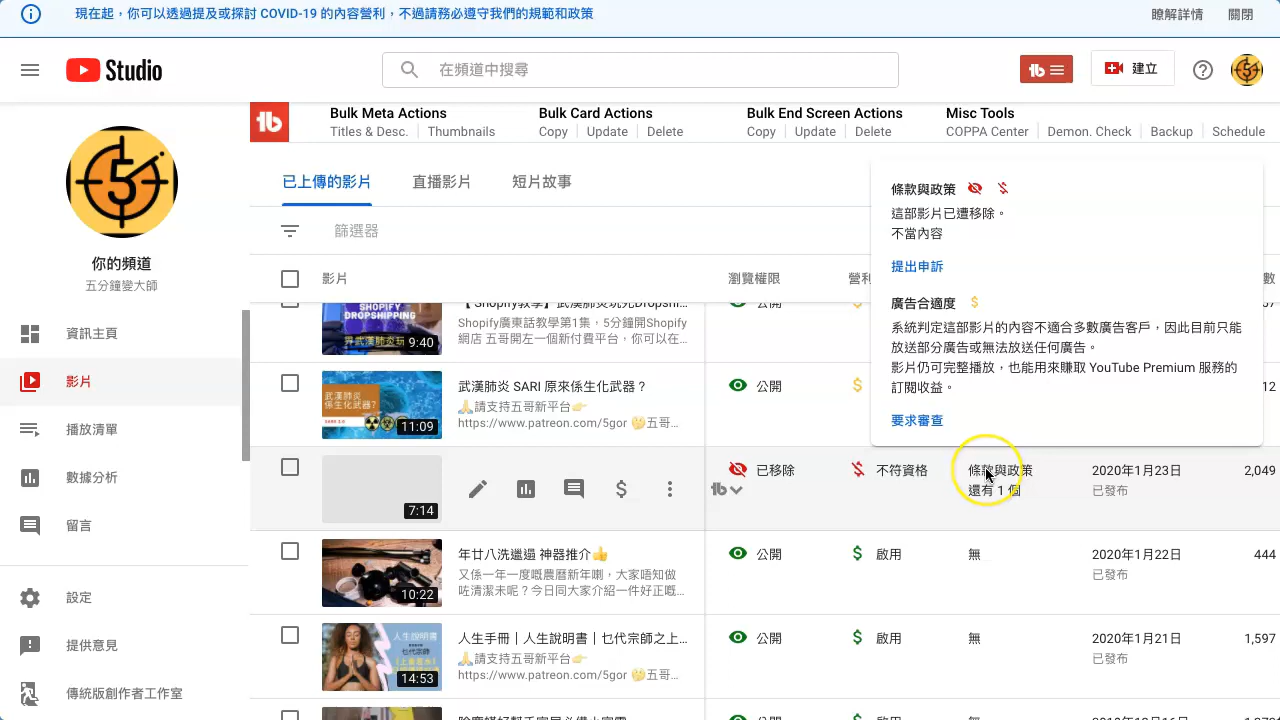 現在起，你可以透過提及或探討 COVID-19 的內容營利，不過請務必遵守我們的規範和政策
瞭解詳情 關閉
Studio
在頻道中搜尋
建立
Bulk Meta Actions
Titles & Desc. Thumbnails
Bulk Card Actions
Copy Update Delete
Bulk End Screen Actions
Copy Update Delete
Misc Tools
COPPA Center Demon. Check Backup Schedule
你的頻道
五分鐘變大師
資訊主頁
影片
播放清單
數據分析
留言
設定
提供意見
傳統版創作者工作室
已上傳的影片 直播影片 短片故事
篩選器
影片 瀏覽權限
條款與政策
這部影片已遭移除。
不當內容
提出申訴
廣告合適度
系統判定這部影片的內容不適合多數廣告客戶，因此目前只能
放送部分廣告或無法放送任何廣告。
影片仍可完整播放，也能用來賺取 YouTube Premium 服務的
訂閱收益。
要求審查
SHOPIFY
DROPSHIPPING
9:40
Shopify廣東話教學第1集，5分鐘開Shopify
網店 五哥開左一個新付費平台，你可以在...
公開
武漢肺炎
係生化武器?
11:09
武漢肺炎 SARI 原來係生化武器？
🙏請支持五哥新平台👉
https://www.patreon.com/5gor 🤭五哥...
公開
12
7:14
已移除
不符資格
條款與政策
還有 1 個
2020年1月23日
已發布
2,049
10:22
年廿八洗邋遢 神器推介👍
又係一年一度嘅農曆新年喇，大家唔知做
咗清潔未呢？今日同大家介紹一件好正嘅...
公開
啟用
無
2020年1月22日
已發布
444
人生說明書
七代宗師
14:53
人生手冊｜人生說明書｜七代宗師之上...
🙏請支持五哥新平台👉
https://www.patreon.com/5gor 🤭五哥...
公開
啟用
無
2020年1月21日
已發布
1,597